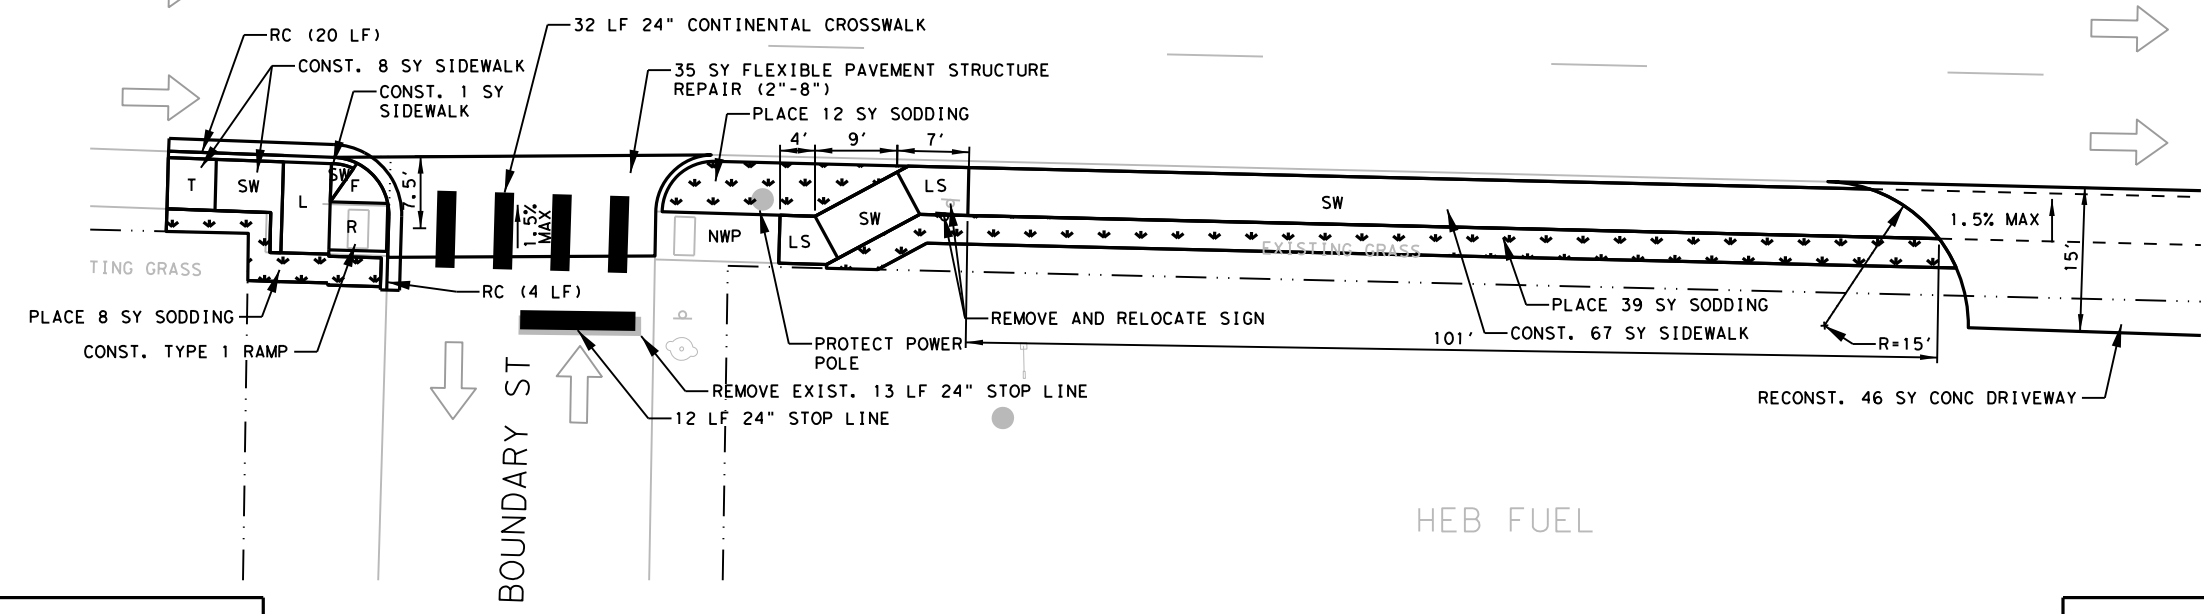 32 LF 24" CONTINENTAL CROSSWALK
RC (20 LF)
CONST. 8 SY SIDEWALK
35 SY FLEXIBLE PAVEMENT STRUCTURE
REPAIR (2"-8")
CONST. 1 SY
SIDEWALK
PLACE 12 SY SODDING
4'
9'
7'
SW
T
SW
L
F
R
7.5'
1.5%
MAX
LS
SW
NWP
LS
SW
1.5% MAX
15'
TING GRASS
EXISTING GRASS
RC (4 LF)
PLACE 8 SY SODDING
CONST. TYPE 1 RAMP
PROTECT POWER
POLE
REMOVE AND RELOCATE SIGN
PLACE 39 SY SODDING
CONST. 67 SY SIDEWALK
101'
R=15'
REMOVE EXIST. 13 LF 24" STOP LINE
12 LF 24" STOP LINE
RECONST. 46 SY CONC DRIVEWAY
BOUNDARY ST
HEB FUEL